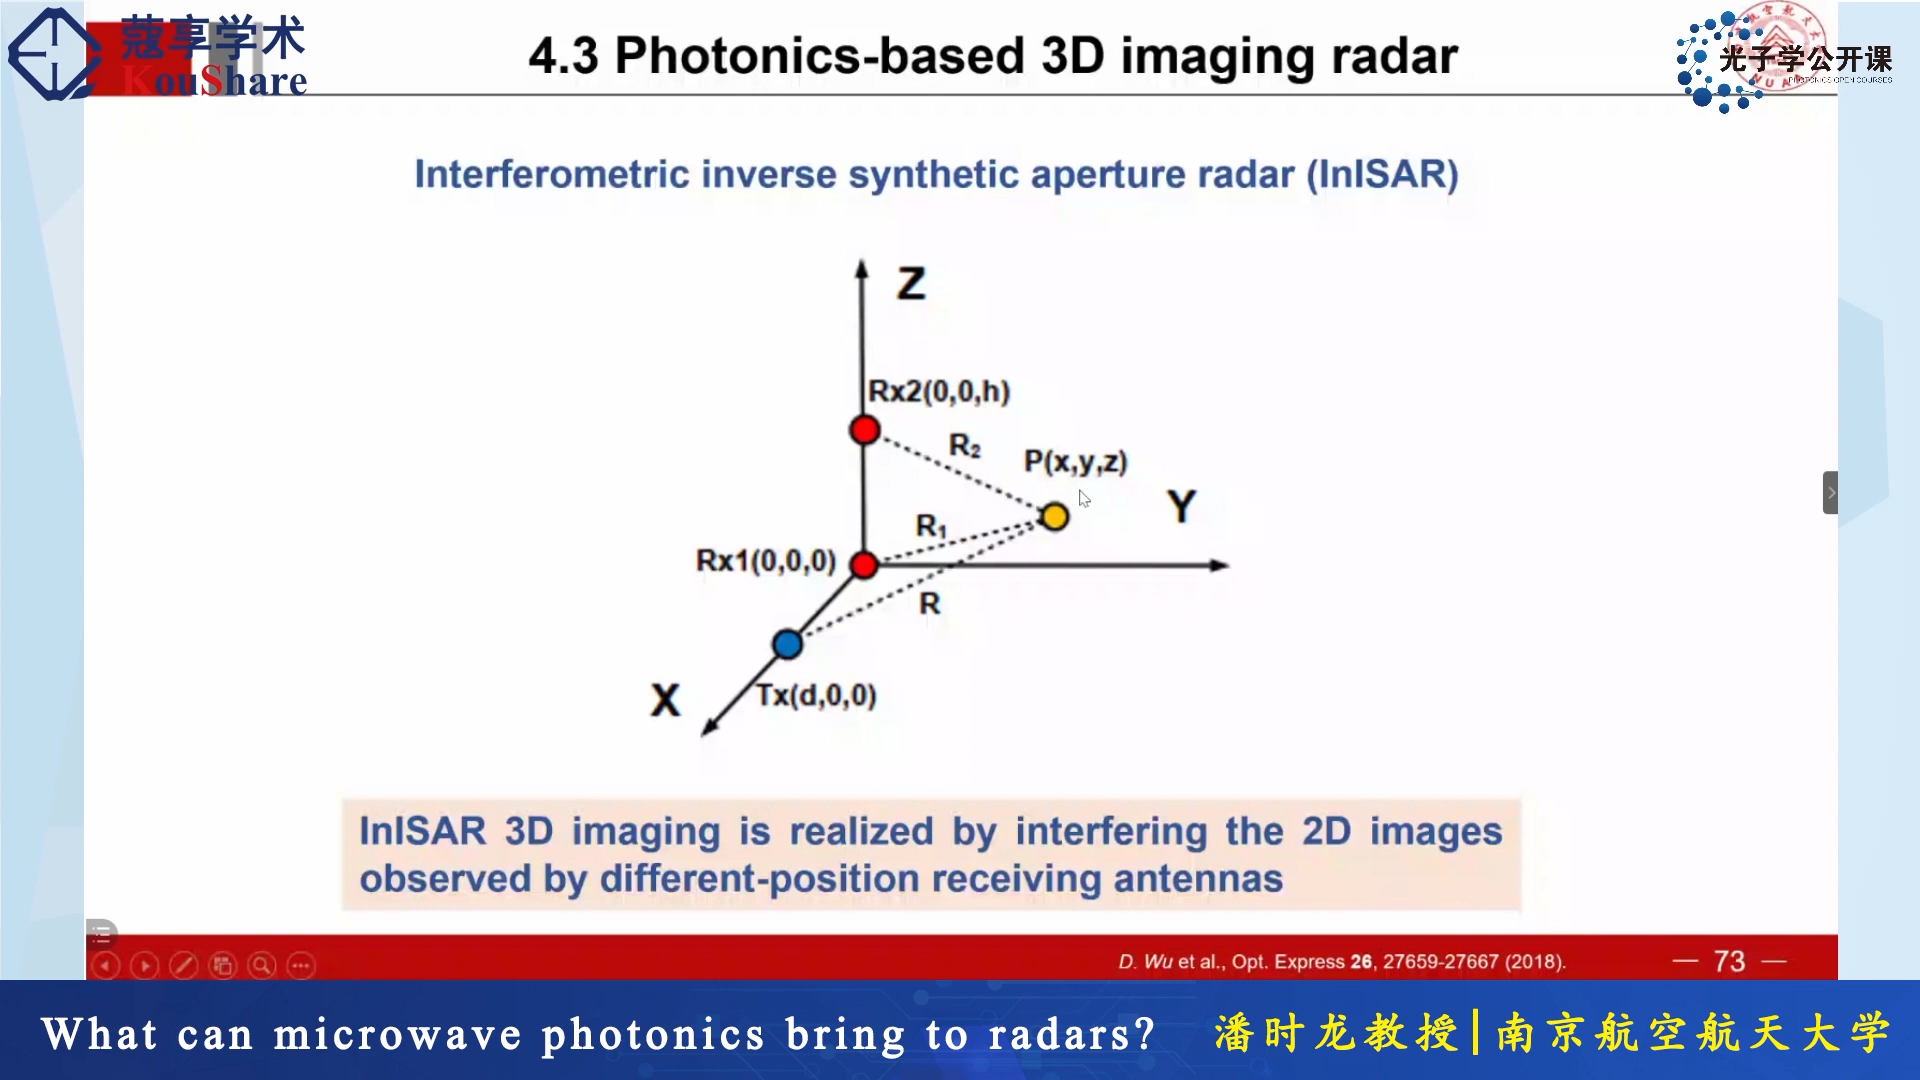 蔻享学术
KouShare
4.3 Photonics-based 3D imaging radar
光子学公开课
PHOTONICS OPEN COURSES
Interferometric inverse synthetic aperture radar (InISAR)
Z
Rx2(0,0,h)
R₂
P(x,y,z)
Y
R₁
Rx1(0,0,0)
R
X
Tx(d,0,0)
InISAR 3D imaging is realized by interfering the 2D images
observed by different-position receiving antennas
D. Wu et al., Opt. Express 26, 27659-27667 (2018).
— 73 —
What can microwave photonics bring to radars?
潘时龙教授|南京航空航天大学